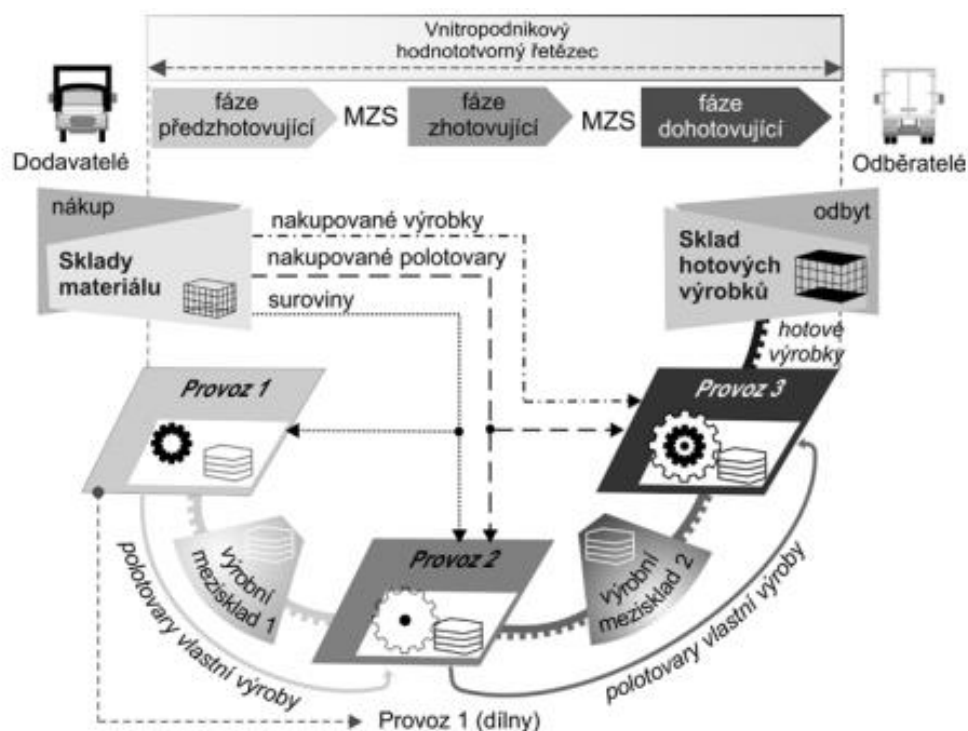 Vnitropodnikový
hodnototvorný řetězec
fáze
předzhotovující
MZS
fáze
zhotovující
MZS
fáze
dohotovující
Dodavatelé
Odběratelé
nákup
Sklady
materiálu
nakupované výrobky
nakupované polotovary
suroviny
odbyt
Sklad
hotových
výrobků
hotové
výrobky
Provoz 1
Provoz 3
Provoz 2
výrobní
mezisklad 1
výrobní
mezisklad 2
polotovary vlastní výroby
polotovary vlastní výroby
Provoz 1 (dílny)